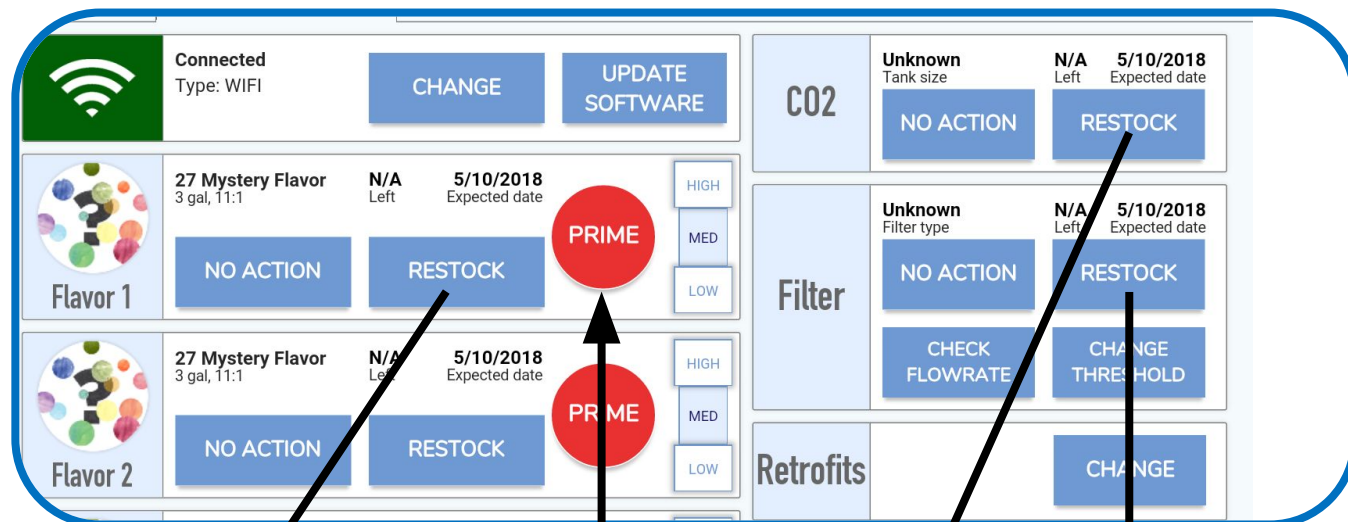 Connected
Type: WIFI
CHANGE
UPDATE
SOFTWARE
27 Mystery Flavor
3 gal, 11:1
N/A
Left
5/10/2018
Expected date
NO ACTION
RESTOCK
PRIME
HIGH
MED
LOW
Flavor 1
?
27 Mystery Flavor
3 gal, 11:1
N/A
Left
5/10/2018
Expected date
NO ACTION
RESTOCK
PRIME
HIGH
MED
LOW
Flavor 2
?
CO2
Unknown
Tank size
N/A
Left
5/10/2018
Expected date
NO ACTION
RESTOCK
Filter
Unknown
Filter type
N/A
Left
5/10/2018
Expected date
NO ACTION
RESTOCK
CHECK
FLOWRATE
CHANGE
THRESHOLD
Retrofits
CHANGE